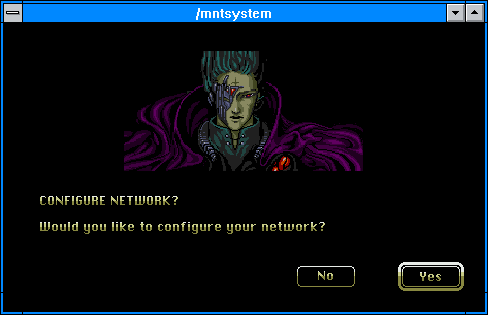 /mntsystem
CONFIGURE NETWORK?
Would you like to configure your network?
No
Yes